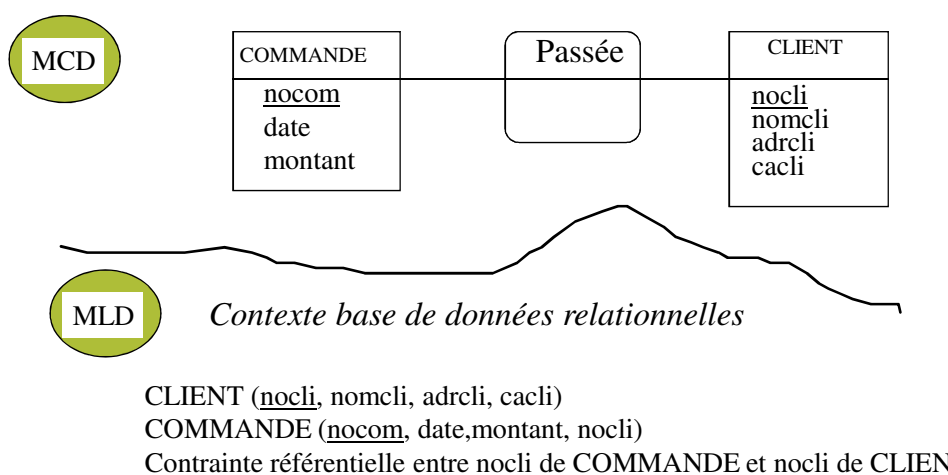 MCD
COMMANDE
nocom
date
montant
Passée
CLIENT
nocli
nomcli
adrcli
cacli
MLD
Contexte base de données relationnelles
CLIENT (nocli, nomcli, adrcli, cacli)
COMMANDE (nocom, date,montant, nocli)
Contrainte référentielle entre nocli de COMMANDE et nocli de CLIEN